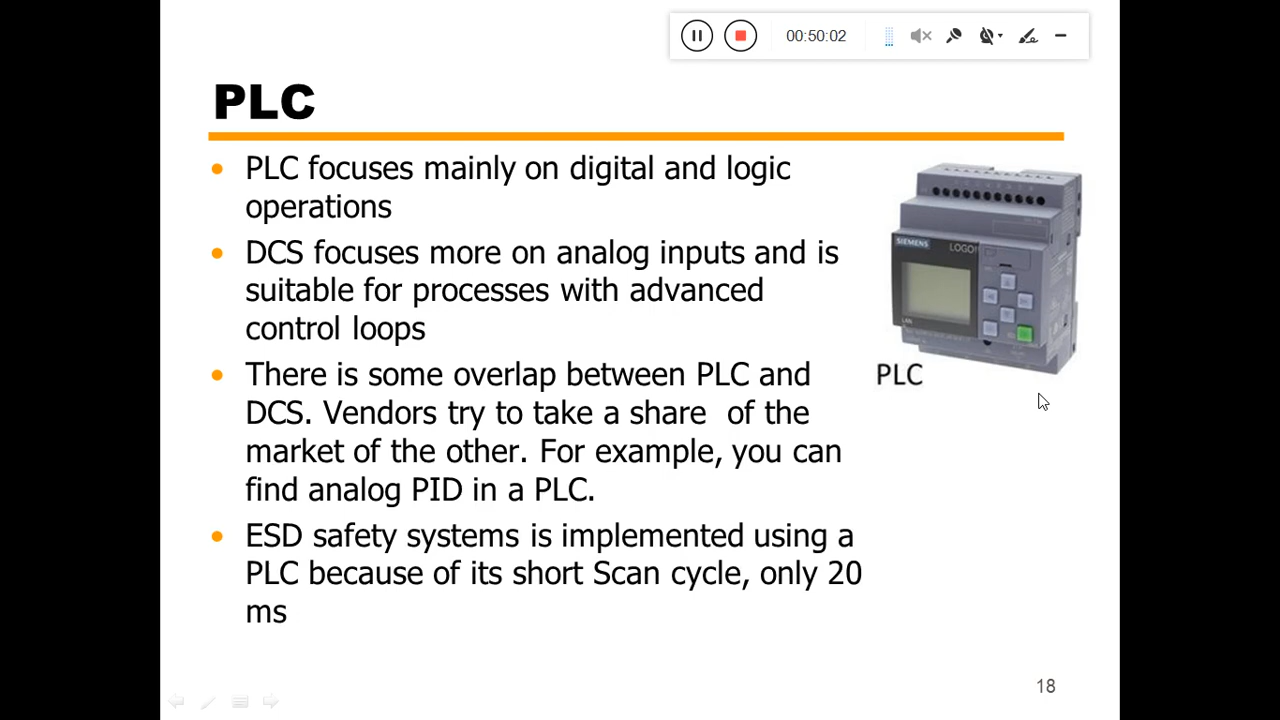 00:50:02
PLC
PLC focuses mainly on digital and logic
operations
DCS focuses more on analog inputs and is
suitable for processes with advanced
control loops
There is some overlap between PLC and
DCS. Vendors try to take a share of the
market of the other. For example, you can
find analog PID in a PLC.
ESD safety systems is implemented using a
PLC because of its short Scan cycle, only 20
ms
SIEMENS
LOGO!
PLC
18